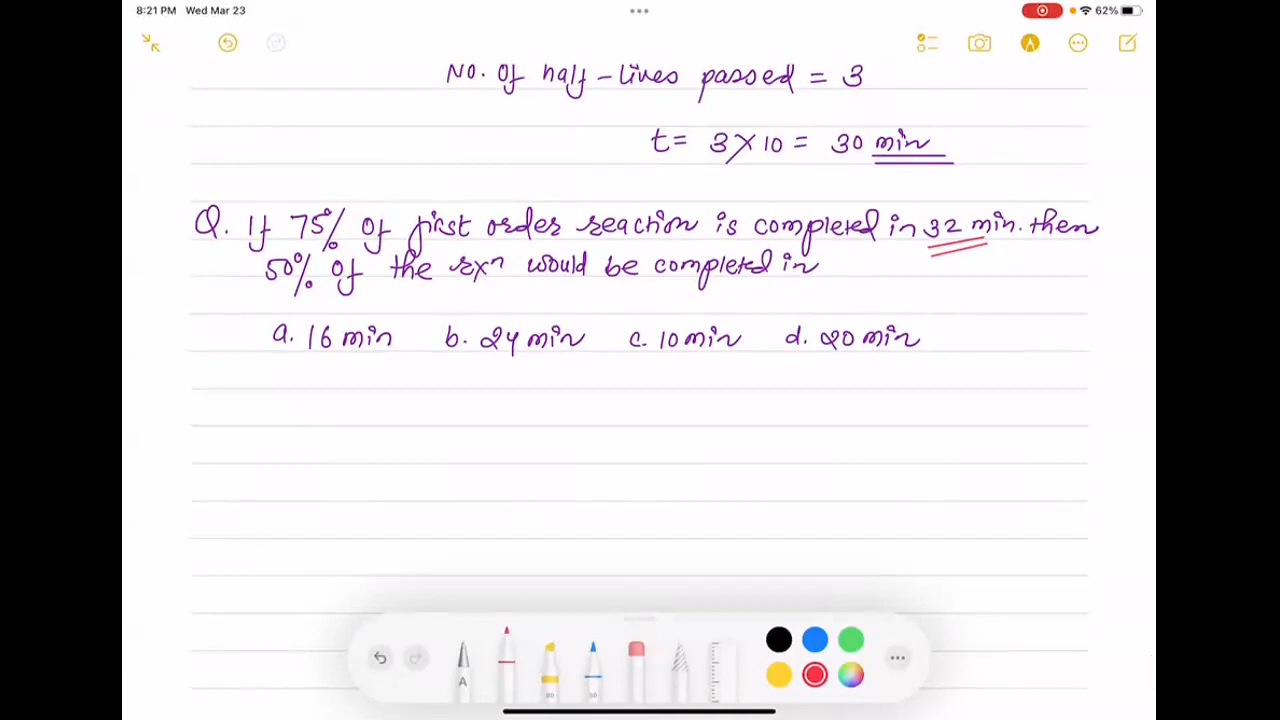 8:21 PM Wed Mar 23
62%
No. Of half-lives passed = 3
t= 3×10 = 30 min
Q. If 75% Of first order reaction is completed in 32 min. then
50% Of the rxn would be completed in
a. 16 min b. 24 min c. 10 min d. 20 min
A
80
50